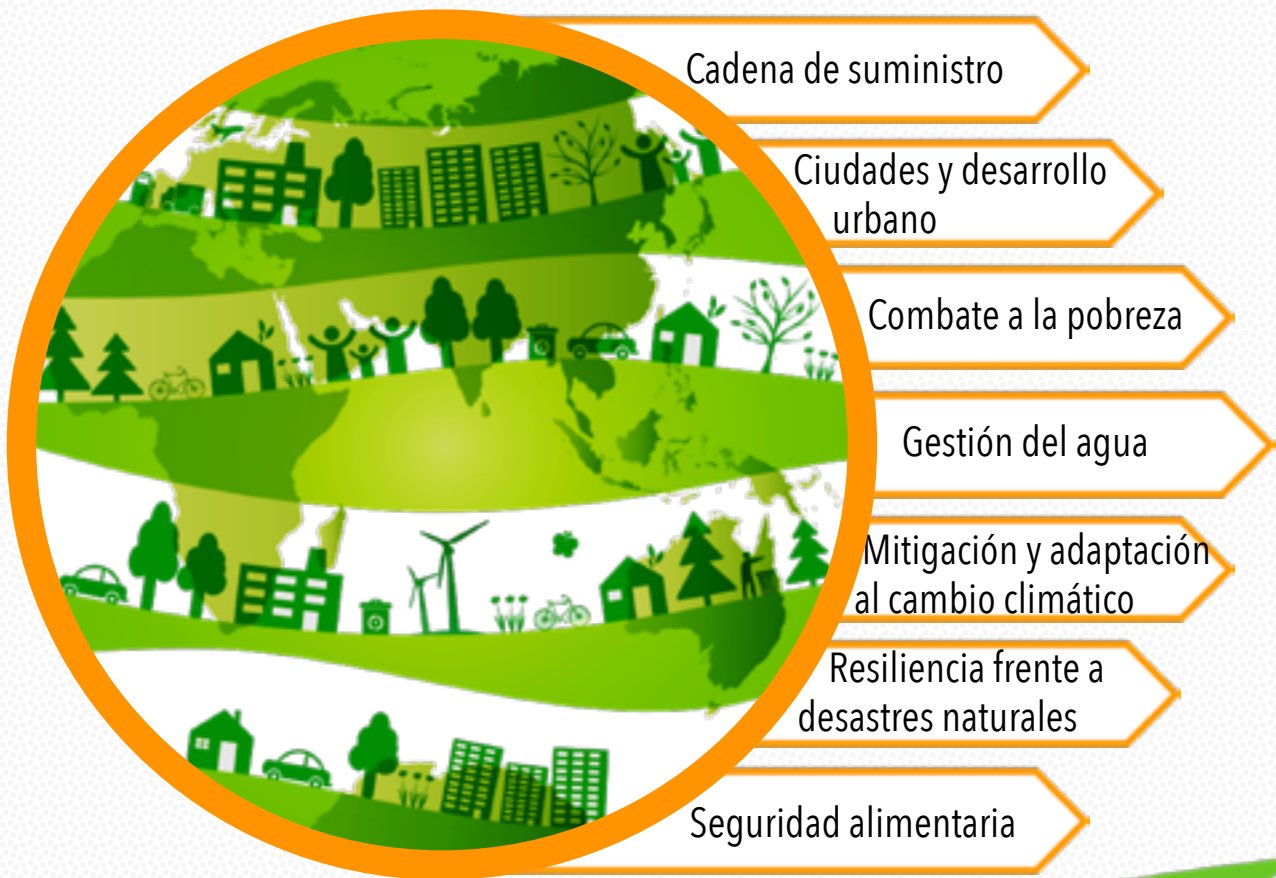 Cadena de suministro
Ciudades y desarrollo
urbano
Combate a la pobreza
Gestión del agua
Mitigación y adaptación
al cambio climático
Resiliencia frente a
desastres naturales
Seguridad alimentaria